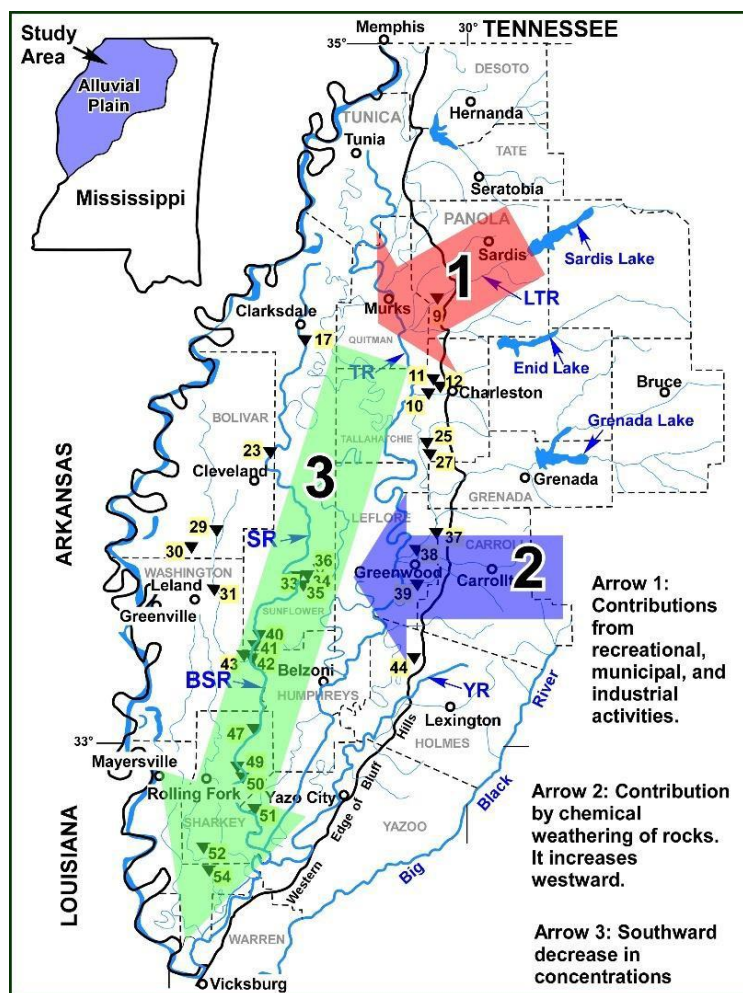 Study
Area
Alluvial
Plain
Mississippi
Memphis
TENNESSEE
35°
30°
DESOTO
Hernanda
TUNICA
Tunia
TATE
Seratobia
PANOLA
Sardis
Sardis Lake
1
LTR
9
Murks
Clarksdale
17
QUITMAN
TR
Enid Lake
11
12
Charleston
10
Bruce
BOLIVAR
Grenada Lake
TALLAHATCHIE
25
23
27
Cleveland
3
Grenada
GRENADA
ARKANSAS
LEFLORE
29
37
SR
38
CARROLL
30
36
Greenwood
2
WASHINGTON
33
34
Carrollt
35
39
31
Leland
Greenville
SUNFLOWER
40
41
43
42
44
BSR
Belzoni
YR
HUMPHREYS
River
Lexington
47
HOLMES
33°
Hills
Mayersville
49
Black
Rolling Fork
50
Yazo City
Bluff
51
Edge of
SHARKEY
YAZOO
LOUISIANA
52
Western
54
Big
WARREN
Vicksburg
Arrow 1:
Contributions
from
recreational,
municipal, and
industrial
activities.
Arrow 2: Contribution
by chemical
weathering of rocks.
It increases
westward.
Arrow 3: Southward
decrease in
concentrations